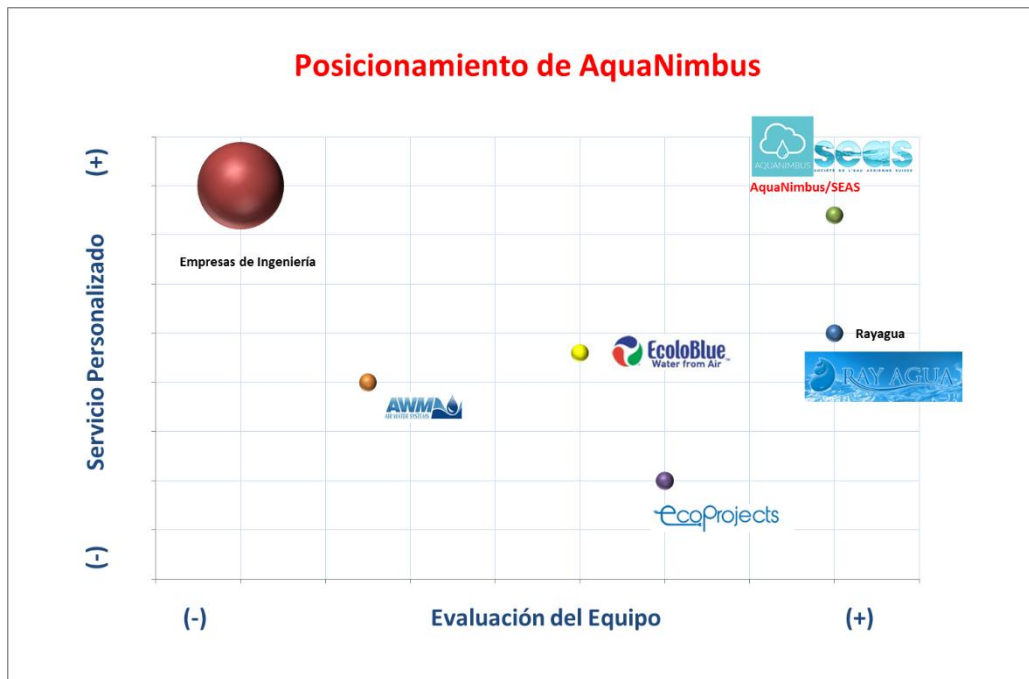 Posicionamiento de AquaNimbus
(+)
Servicio Personalizado
(-)
AQUANIMBUS
seas
SOCIÉTÉ DE L'EAU AÉRIENNE SUISSE
AquaNimbus/SEAS
Empresas de Ingeniería
EcoloBlue™
Water from Air
Rayagua
RAY AGUA
AWM
AIR WATER SYSTEMS
ecoProjects
(-)
Evaluación del Equipo
(+)